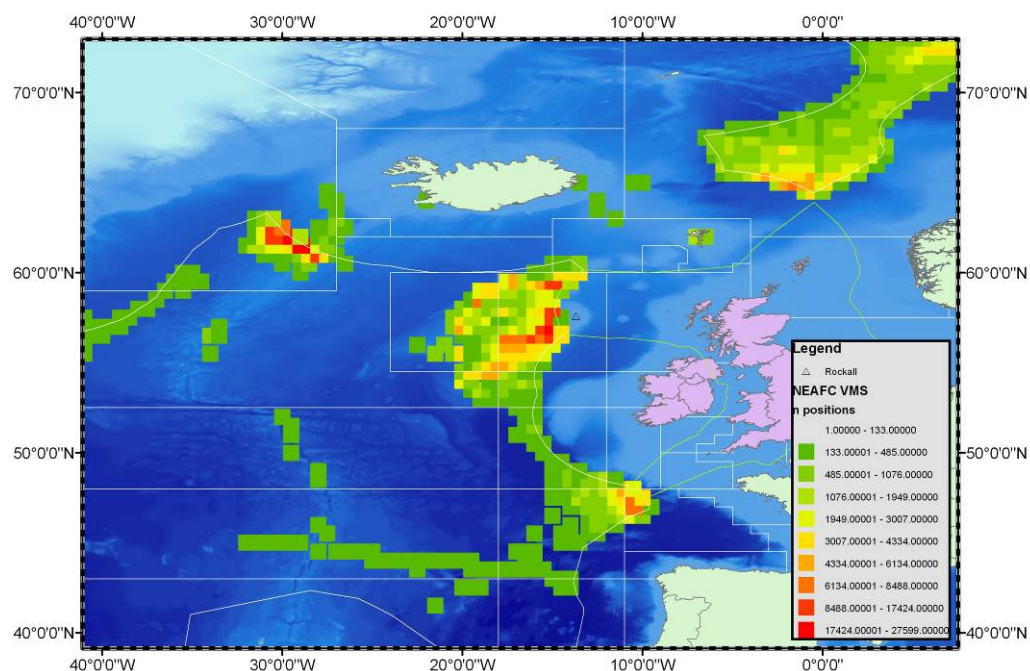 40°0'0"W 30°0'0"W 20°0'0"W 10°0'0"W 0°0'0"
70°0'0"N 70°0'0"N
60°0'0"N 60°0'0"N
50°0'0"N 50°0'0"N
40°0'0"N 40°0'0"N
Legend
Rockall
NEAFC VMS
n positions
1.00000 - 133.00000
133.00001 - 485.00000
485.00001 - 1076.00000
1076.00001 - 1949.00000
1949.00001 - 3007.00000
3007.00001 - 4334.00000
4334.00001 - 6134.00000
6134.00001 - 8488.00000
8488.00001 - 17424.00000
17424.00001 - 27599.00000
40°0'0"W 30°0'0"W 20°0'0"W 10°0'0"W 0°0'0"